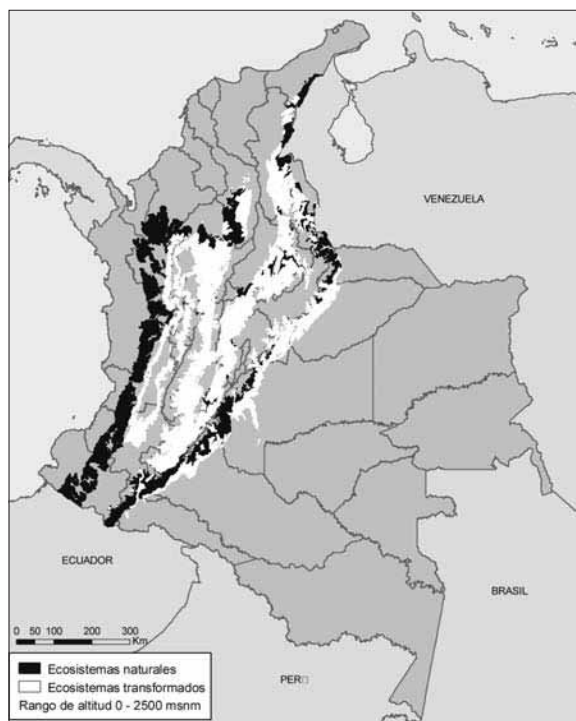 VENEZUELA
ECUADOR
BRASIL
PER□
0 50 100 200 300
Km
Ecosistemas naturales
Ecosistemas transformados
Rango de altitud 0 - 2500 msnm